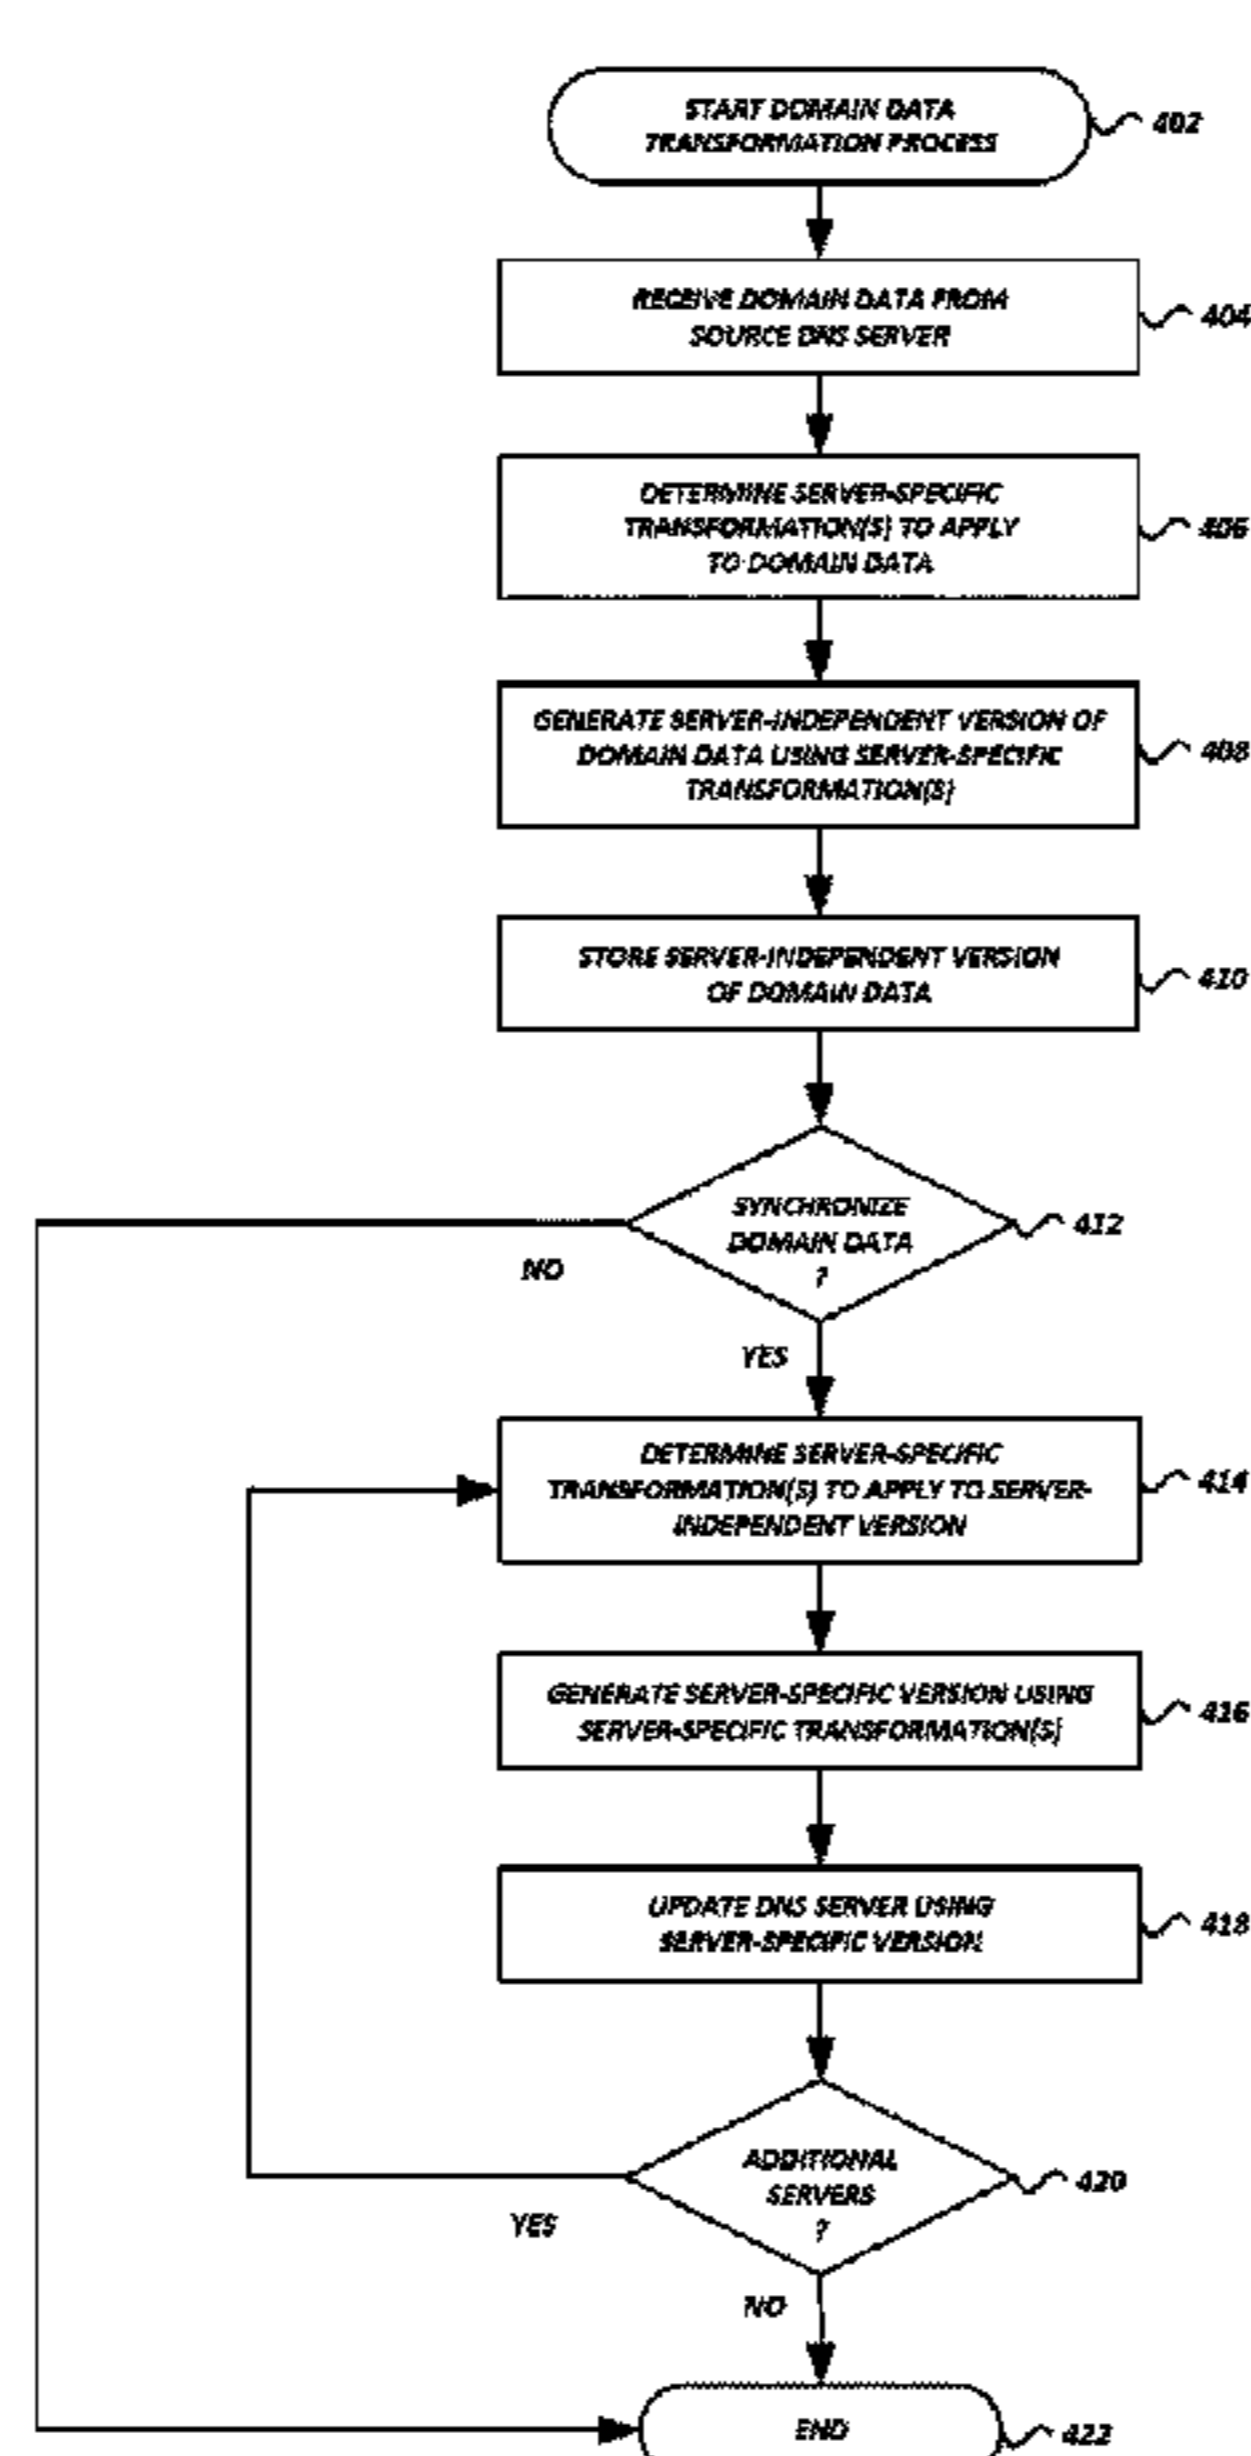 START DOMAIN DATA
TRANSFORMATION PROCESS
402
RECEIVE DOMAIN DATA FROM
SOURCE DNS SERVER
404
DETERMINE SERVER-SPECIFIC
TRANSFORMATION(S) TO APPLY
TO DOMAIN DATA
406
GENERATE SERVER-INDEPENDENT VERSION OF
DOMAIN DATA USING SERVER-SPECIFIC
TRANSFORMATION(S)
408
STORE SERVER-INDEPENDENT VERSION
OF DOMAIN DATA
410
SYNCHRONIZE
DOMAIN DATA
?
412
NO
YES
DETERMINE SERVER-SPECIFIC
TRANSFORMATION(S) TO APPLY TO SERVER-
INDEPENDENT VERSION
414
GENERATE SERVER-SPECIFIC VERSION USING
SERVER-SPECIFIC TRANSFORMATION(S)
416
UPDATE DNS SERVER USING
SERVER-SPECIFIC VERSION
418
ADDITIONAL
SERVERS
?
420
YES
NO
END
422